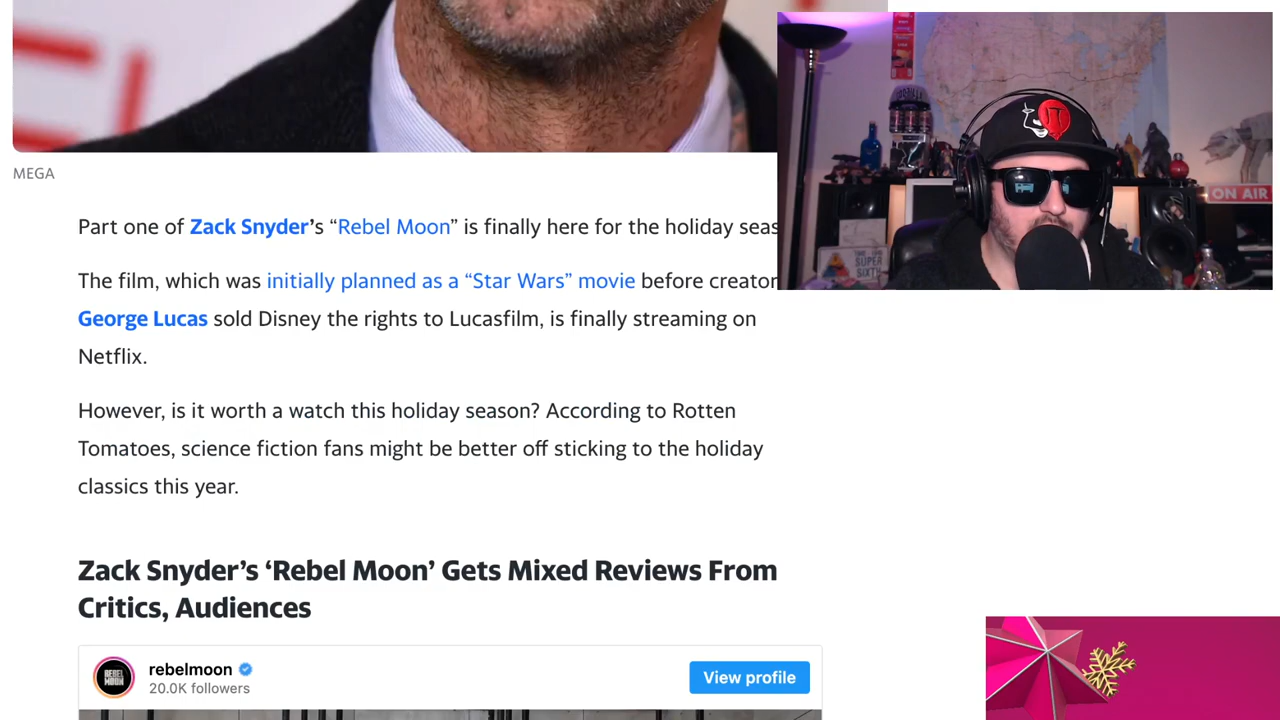 MEGA
Part one of Zack Snyder’s “Rebel Moon” is finally here for the holiday seas
The film, which was initially planned as a “Star Wars” movie before creator
George Lucas sold Disney the rights to Lucasfilm, is finally streaming on
Netflix.
However, is it worth a watch this holiday season? According to Rotten
Tomatoes, science fiction fans might be better off sticking to the holiday
classics this year.
Zack Snyder’s ‘Rebel Moon’ Gets Mixed Reviews From
Critics, Audiences
REBEL
MOON
rebelmoon
20.0K followers
View profile
ON AIR
SUPER
SIXTH